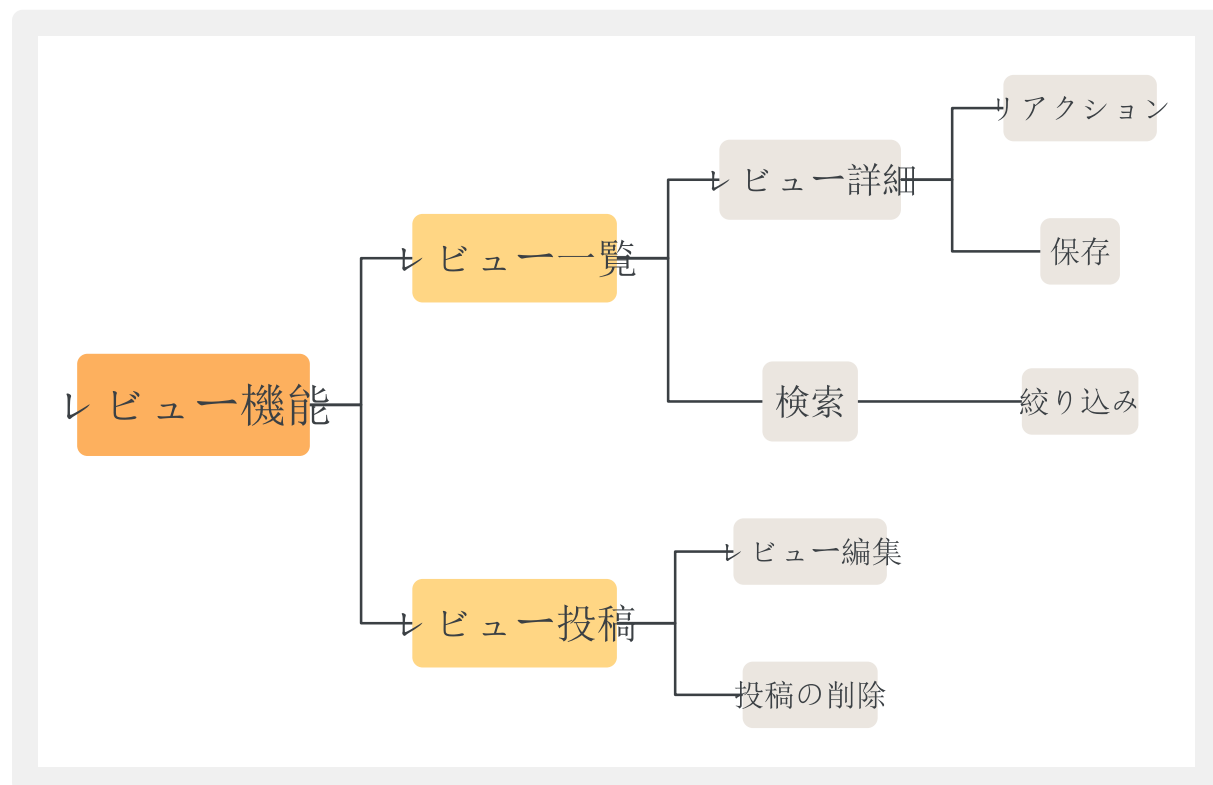 レビュー機能
レビュー一覧
レビュー詳細
リアクション
保存
検索
絞り込み
レビュー投稿
レビュー編集
投稿の削除